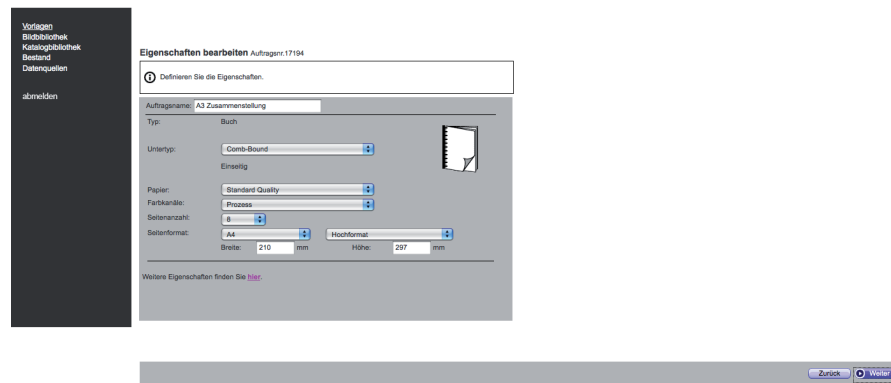 Vorlagen
Bildbibliothek
Katalogbibliothek
Bestand
Datenquellen
abmelden
Eigenschaften bearbeiten Auftragsnr.17194
Definieren Sie die Eigenschaften.
Auftragsname: A3 Zusammenstellung
Typ: Buch
Untertyp: Comb-Bound
Einseitig
Papier: Standard Quality
Farbkanäle: Prozess
Seitenanzahl: 8
Seitenformat: A4 Hochformat
Breite: 210 mm Höhe: 297 mm
Weitere Eigenschaften finden Sie hier.
Zurück Weiter